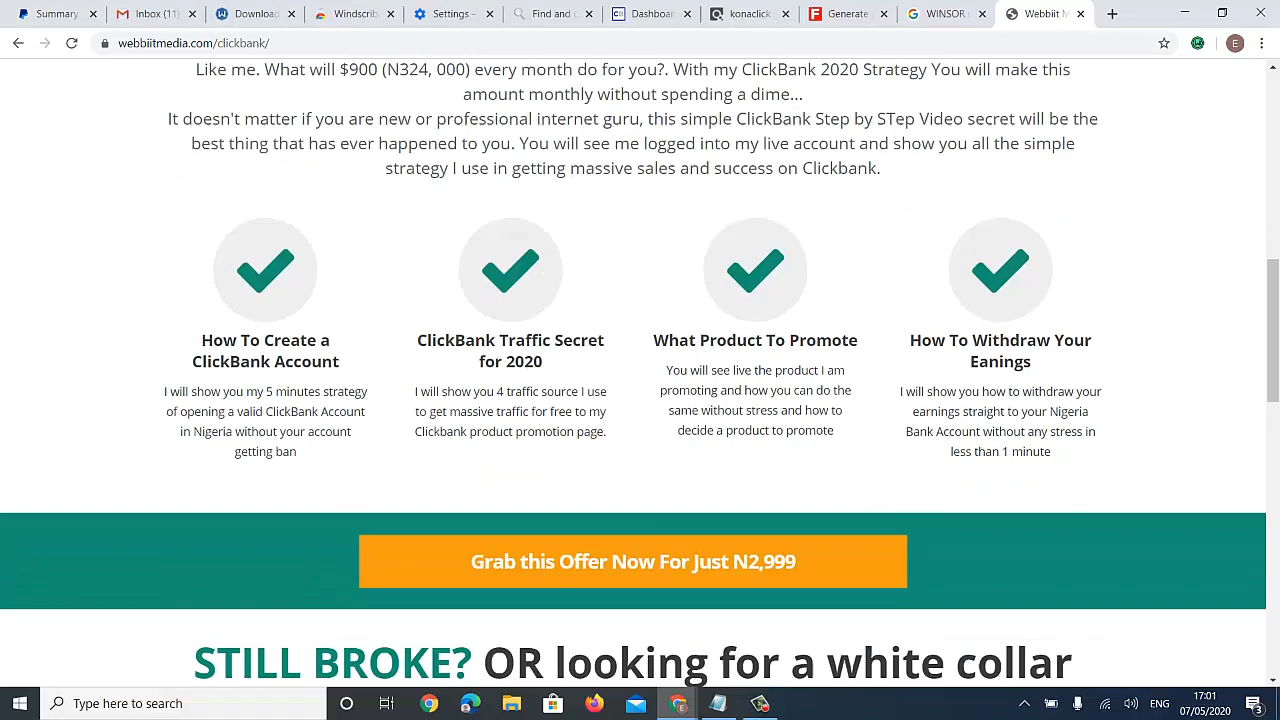 Summary
Inbox (11)
Download
Windscrib
Settings –
Find and c
Dashboar
konaclick
Generate
WINSOR
Webbiit M
webbiitmedia.com/clickbank/
E
Like me. What will $900 (N324, 000) every month do for you?. With my ClickBank 2020 Strategy You will make this
amount monthly without spending a dime...
It doesn't matter if you are new or professional internet guru, this simple ClickBank Step by STep Video secret will be the
best thing that has ever happened to you. You will see me logged into my live account and show you all the simple
strategy I use in getting massive sales and success on Clickbank.
How To Create a
ClickBank Account
I will show you my 5 minutes strategy
of opening a valid ClickBank Account
in Nigeria without your account
getting ban
ClickBank Traffic Secret
for 2020
I will show you 4 traffic source I use
to get massive traffic for free to my
Clickbank product promotion page.
What Product To Promote
You will see live the product I am
promoting and how you can do the
same without stress and how to
decide a product to promote
How To Withdraw Your
Eanings
I will show you how to withdraw your
earnings straight to your Nigeria
Bank Account without any stress in
less than 1 minute
Grab this Offer Now For Just N2,999
STILL BROKE? OR looking for a white collar
Type here to search
ENG
17:01
07/05/2020
3